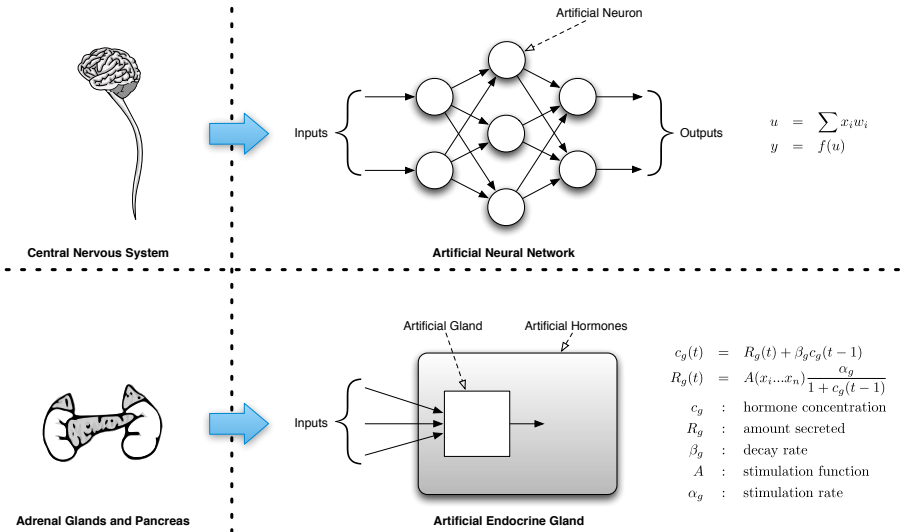 Artificial Neuron
Inputs
Outputs
u = ∑ x_i w_i
y = f(u)
Central Nervous System
Artificial Neural Network
Artificial Gland
Artificial Hormones
Inputs
c_g(t) = R_g(t) + β_g c_g(t − 1)
R_g(t) = A(x_i...x_n) α_g / (1 + c_g(t − 1))
c_g : hormone concentration
R_g : amount secreted
β_g : decay rate
A : stimulation function
α_g : stimulation rate
Adrenal Glands and Pancreas
Artificial Endocrine Gland